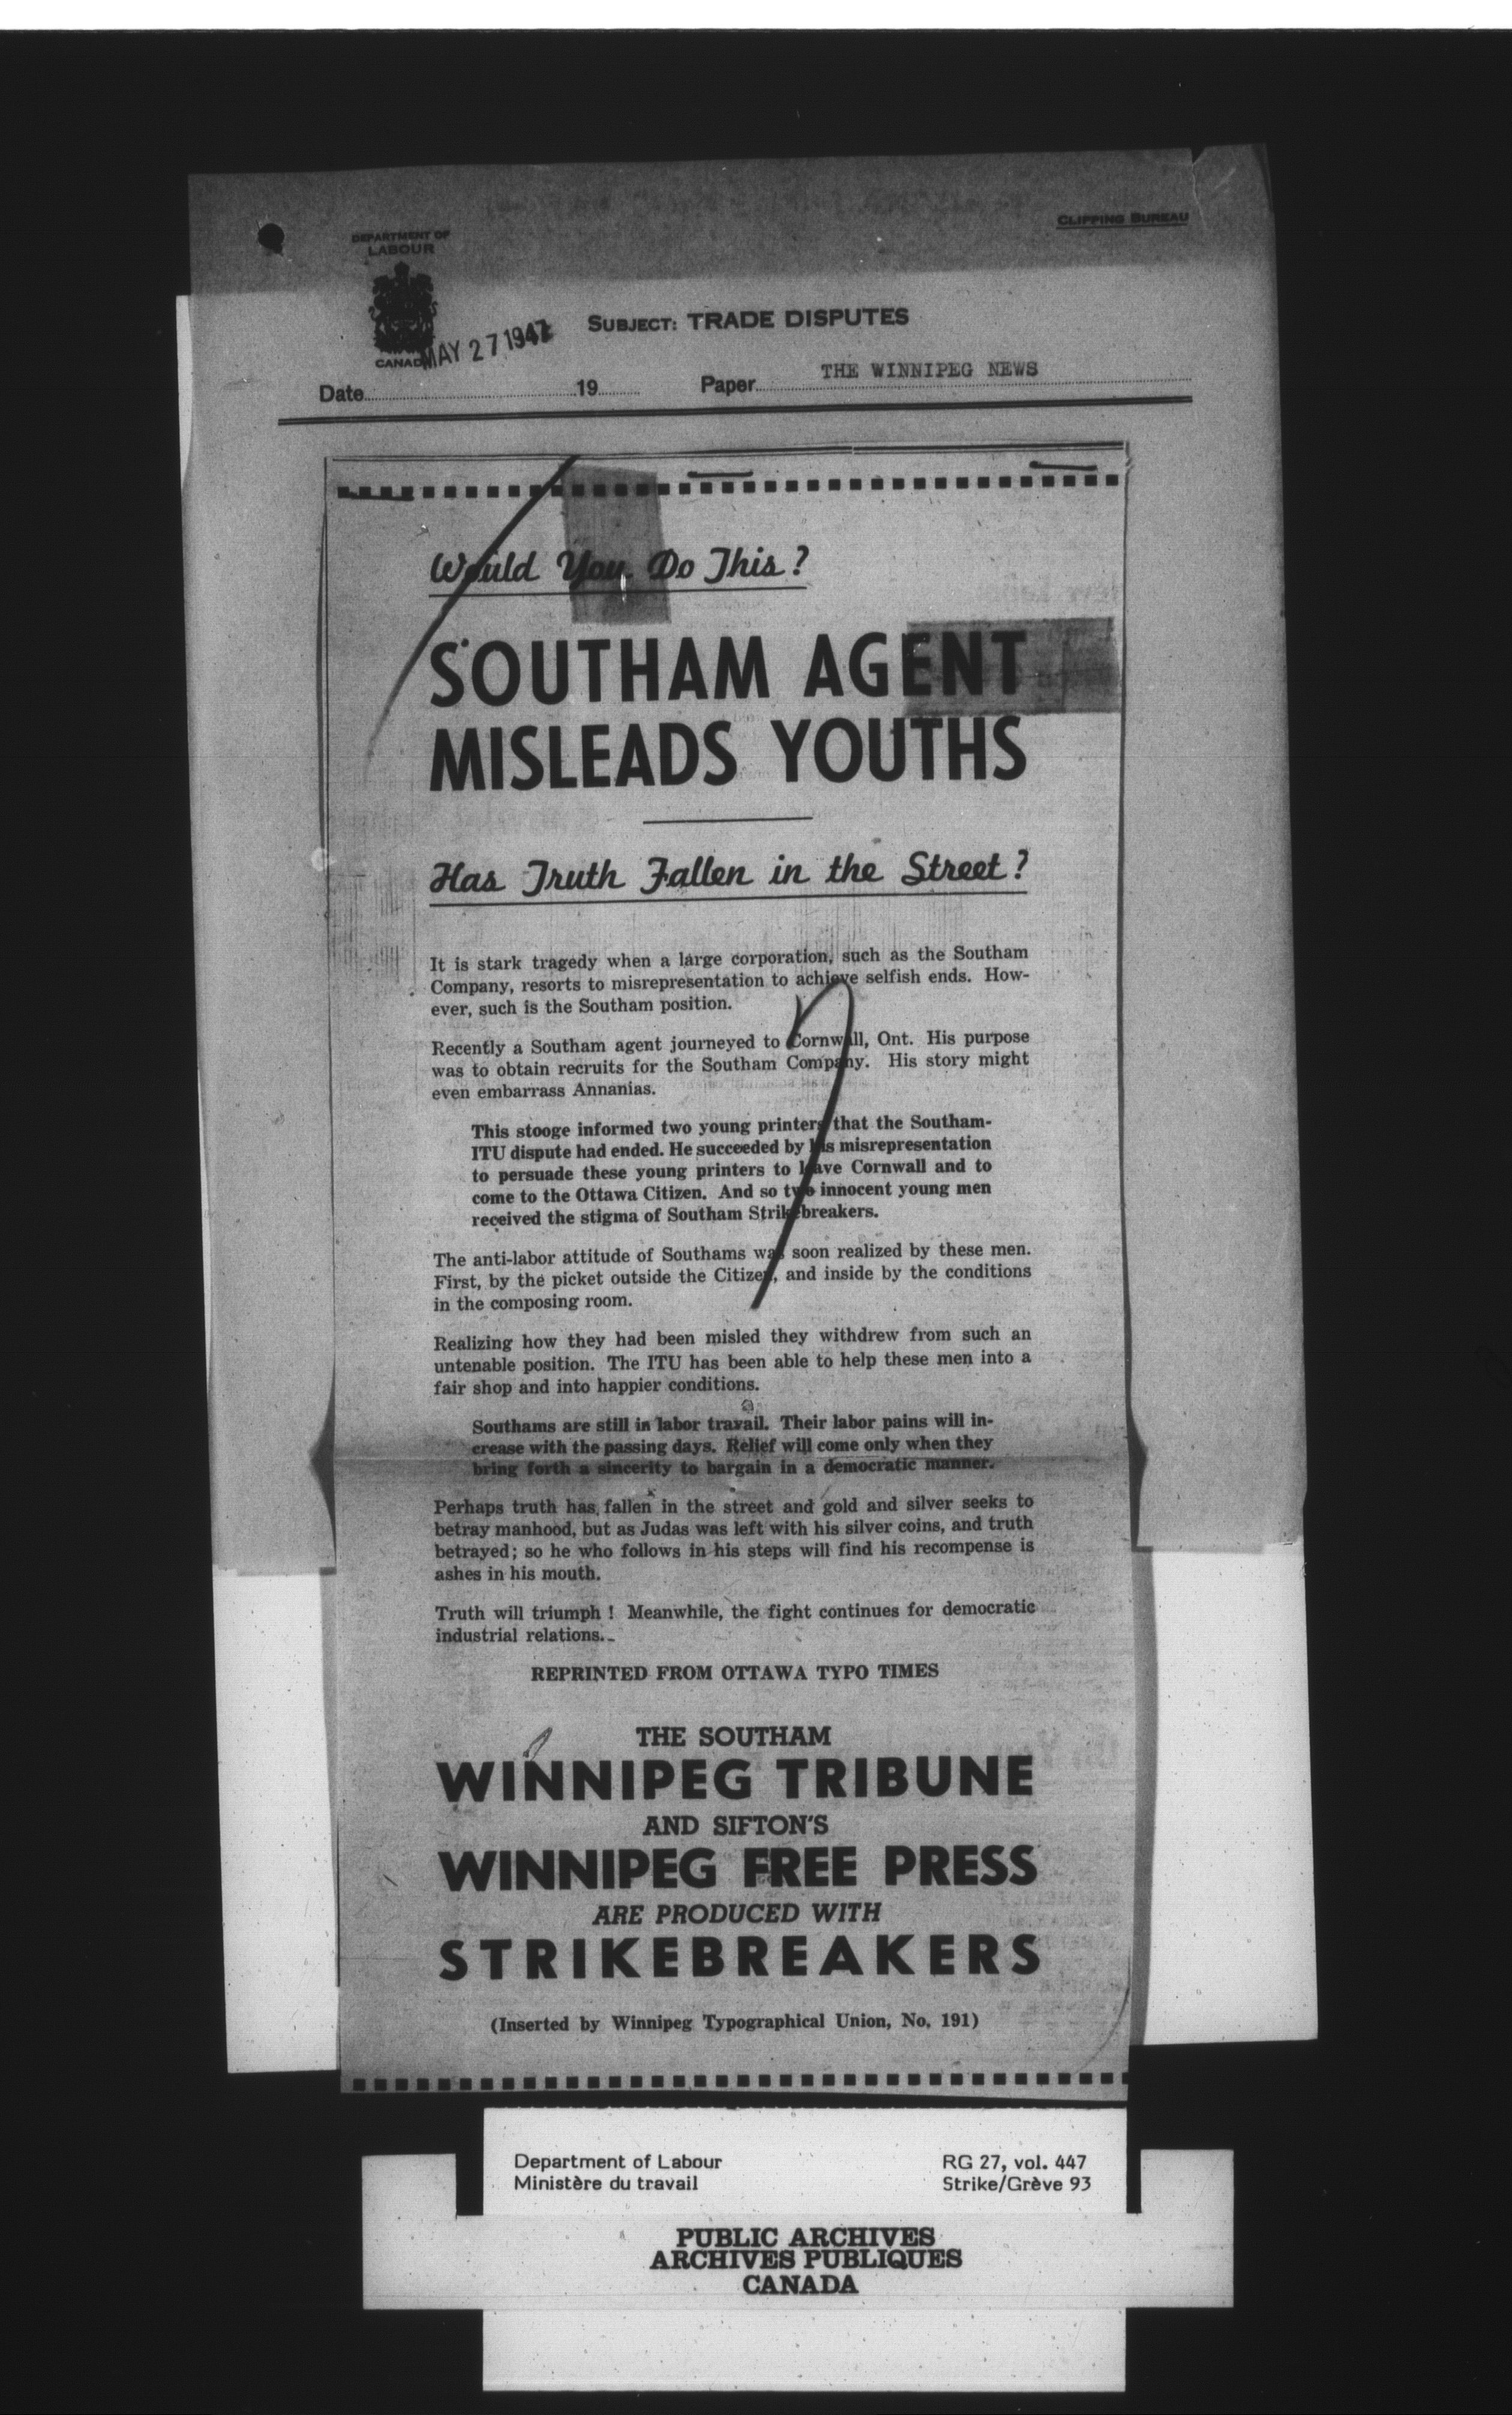 CLIPPING BUREAU
DEPARTMENT OF
LABOUR
CANADA
MAY 27 1947
SUBJECT: TRADE DISPUTES
Date 19 Paper THE WINNIPEG NEWS
Would You Do This?
SOUTHAM AGENT
MISLEADS YOUTHS
Has Truth Fallen in the Street?
It is stark tragedy when a large corporation, such as the Southam
Company, resorts to misrepresentation to achieve selfish ends. How-
ever, such is the Southam position.
Recently a Southam agent journeyed to Cornwall, Ont. His purpose
was to obtain recruits for the Southam Company. His story might
even embarrass Annanias.
This stooge informed two young printers that the Southam-
ITU dispute had ended. He succeeded by his misrepresentation
to persuade these young printers to leave Cornwall and to
come to the Ottawa Citizen. And so two innocent young men
received the stigma of Southam Strikebreakers.
The anti-labor attitude of Southams was soon realized by these men.
First, by the picket outside the Citizen, and inside by the conditions
in the composing room.
Realizing how they had been misled they withdrew from such an
untenable position. The ITU has been able to help these men into a
fair shop and into happier conditions.
Southams are still in labor travail. Their labor pains will in-
crease with the passing days. Relief will come only when they
bring forth a sincerity to bargain in a democratic manner.
Perhaps truth has fallen in the street and gold and silver seeks to
betray manhood, but as Judas was left with his silver coins, and truth
betrayed; so he who follows in his steps will find his recompense is
ashes in his mouth.
Truth will triumph ! Meanwhile, the fight continues for democratic
industrial relations.
REPRINTED FROM OTTAWA TYPO TIMES
THE SOUTHAM
WINNIPEG TRIBUNE
AND SIFTON'S
WINNIPEG FREE PRESS
ARE PRODUCED WITH
STRIKEBREAKERS
(Inserted by Winnipeg Typographical Union, No. 191)
Department of Labour RG 27, vol. 447
Ministère du travail Strike/Grève 93
PUBLIC ARCHIVES
ARCHIVES PUBLIQUES
CANADA